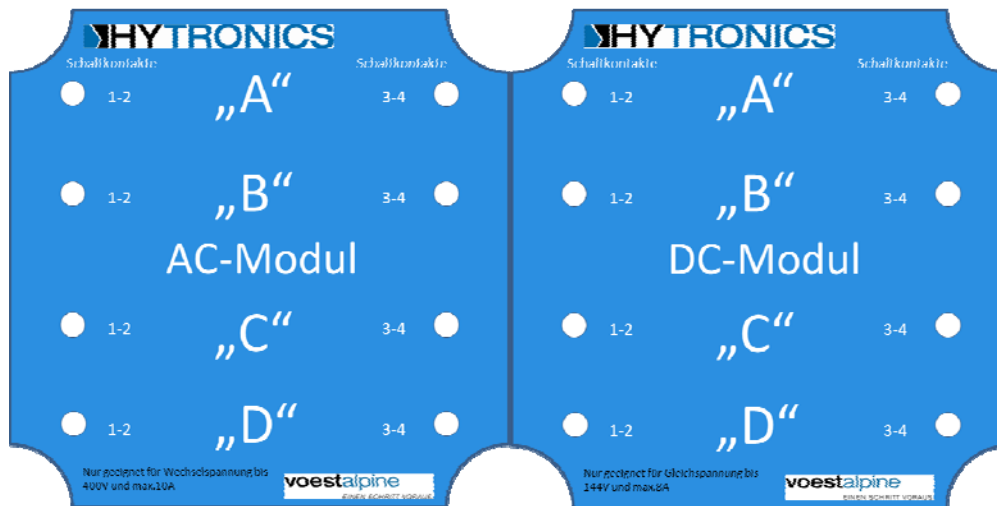 HYTRONICS
Schaltkontakte Schaltkontakte
1-2 „A“ 3-4
1-2 „B“ 3-4
AC-Modul
1-2 „C“ 3-4
1-2 „D“ 3-4
Nur geeignet für Wechselspannung bis
400V und max.10A
voestalpine
EINEN SCHRITT VORAUS
HYTRONICS
Schaltkontakte Schaltkontakte
1-2 „A“ 3-4
1-2 „B“ 3-4
DC-Modul
1-2 „C“ 3-4
1-2 „D“ 3-4
Nur geeignet für Gleichspannung bis
144V und max.8A
voestalpine
EINEN SCHRITT VORAUS